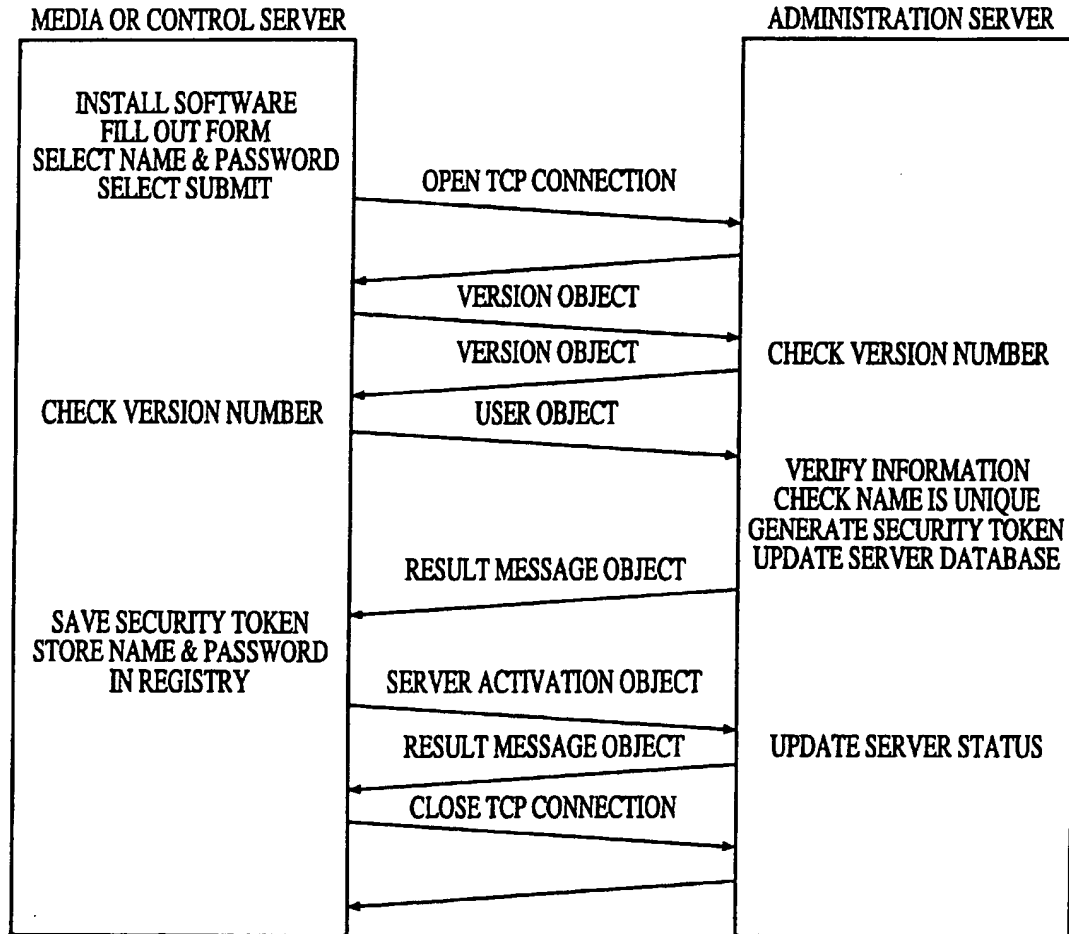 MEDIA OR CONTROL SERVER
ADMINISTRATION SERVER
INSTALL SOFTWARE
FILL OUT FORM
SELECT NAME & PASSWORD
SELECT SUBMIT
OPEN TCP CONNECTION
VERSION OBJECT
VERSION OBJECT
CHECK VERSION NUMBER
CHECK VERSION NUMBER
USER OBJECT
VERIFY INFORMATION
CHECK NAME IS UNIQUE
GENERATE SECURITY TOKEN
UPDATE SERVER DATABASE
RESULT MESSAGE OBJECT
SAVE SECURITY TOKEN
STORE NAME & PASSWORD
IN REGISTRY
SERVER ACTIVATION OBJECT
RESULT MESSAGE OBJECT
UPDATE SERVER STATUS
CLOSE TCP CONNECTION